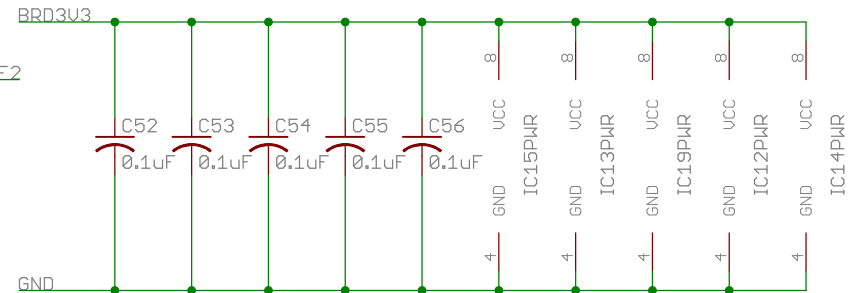 BRD3V3
F2
8
8
8
8
8
VCC
VCC
VCC
VCC
VCC
C52
C53
C54
C55
C56
0.1uF
0.1uF
0.1uF
0.1uF
0.1uF
IC15PWR
IC13PWR
IC19PWR
IC12PWR
IC14PWR
GND
GND
GND
GND
GND
4
4
4
4
4
GND